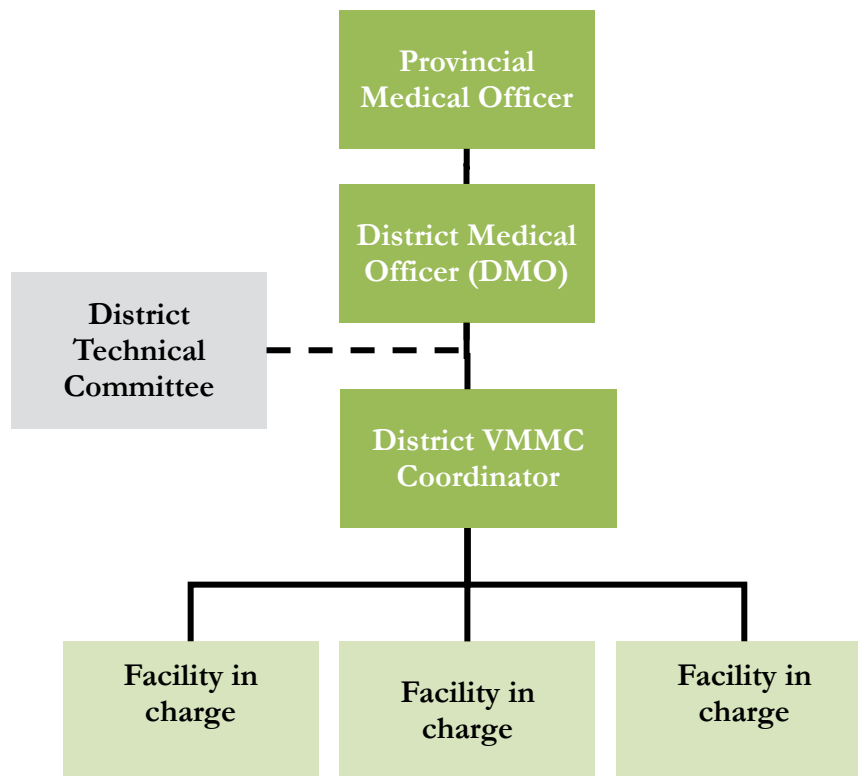 Provincial
Medical Officer
District Medical
Officer (DMO)
District
Technical
Committee
District VMMC
Coordinator
Facility in
charge
Facility in
charge
Facility in
charge